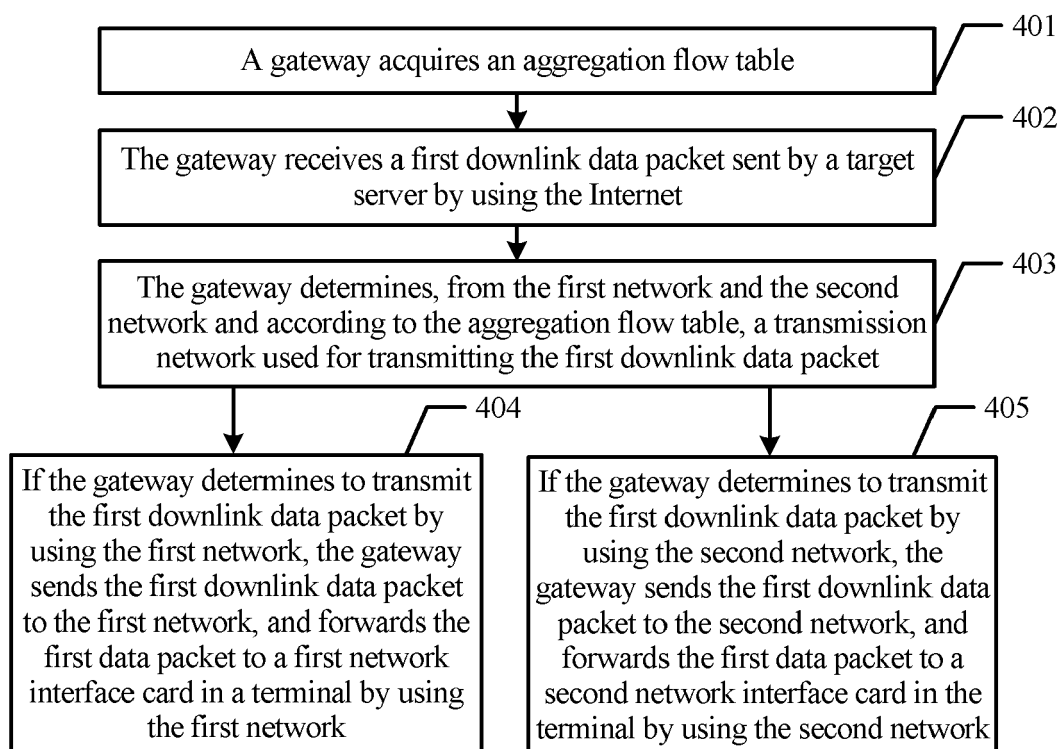 401
A gateway acquires an aggregation flow table
402
The gateway receives a first downlink data packet sent by a target
server by using the Internet
403
The gateway determines, from the first network and the second
network and according to the aggregation flow table, a transmission
network used for transmitting the first downlink data packet
404
If the gateway determines to transmit
the first downlink data packet by
using the first network, the gateway
sends the first downlink data packet
to the first network, and forwards the
first data packet to a first network
interface card in a terminal by using
the first network
405
If the gateway determines to transmit
the first downlink data packet by
using the second network, the
gateway sends the first downlink data
packet to the second network, and
forwards the first data packet to a
second network interface card in the
terminal by using the second network